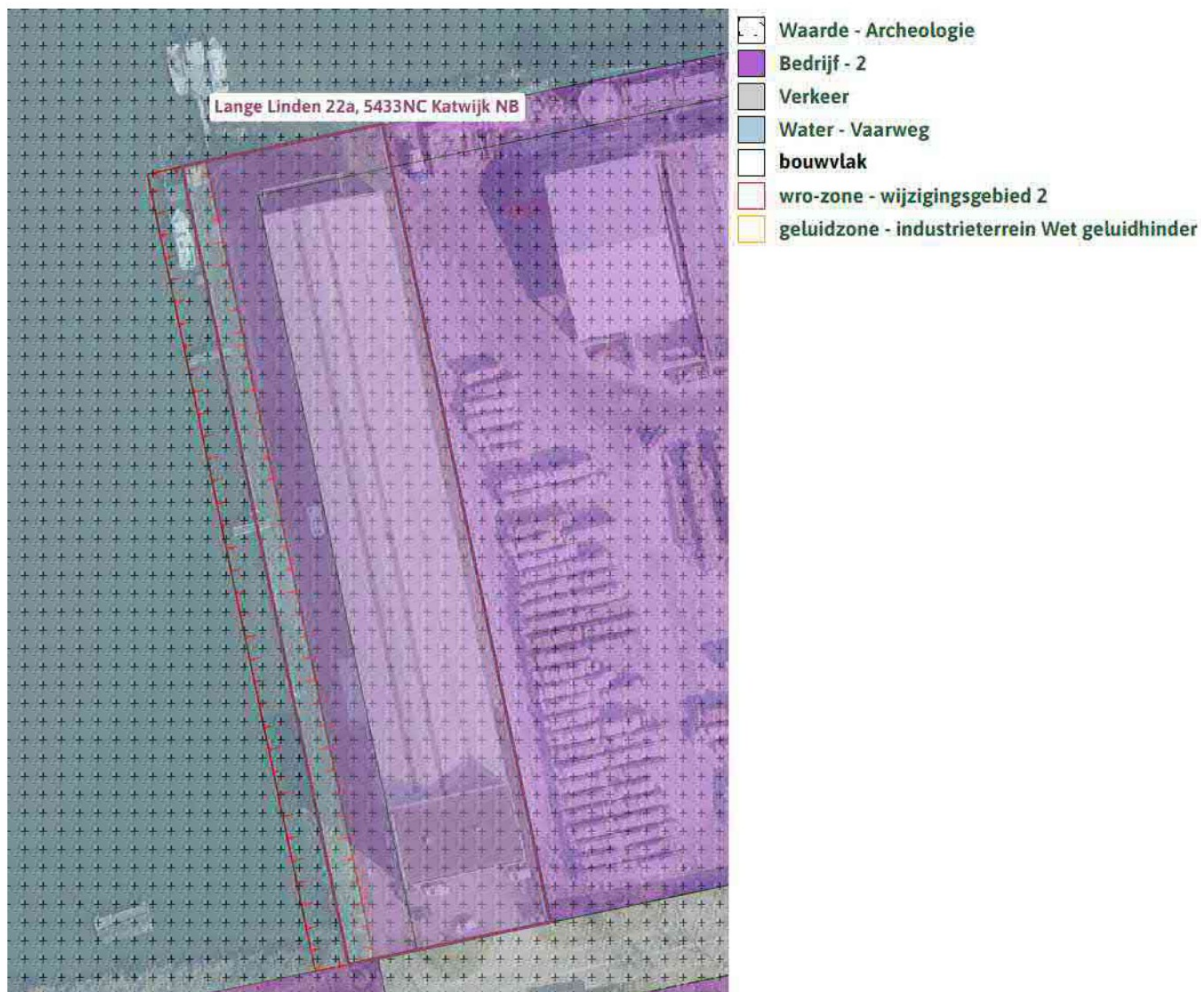 Lange Linden 22a, 5433NC Katwijk NB
Waarde - Archeologie
Bedrijf - 2
Verkeer
Water - Vaarweg
bouwvlak
wro-zone - wijzigingsgebied 2
geluidzone - industrieterrein Wet geluidhinder